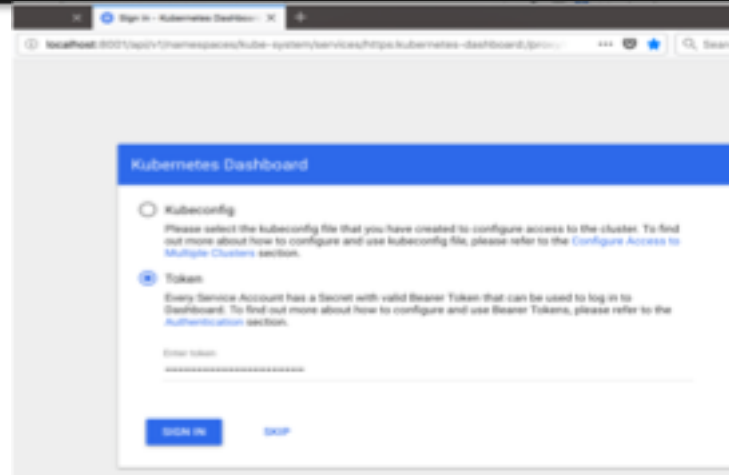 Sign in - Kubernetes Dashboard
localhost:8001/api/v1/namespaces/kube-system/services/https:kubernetes-dashboard:/proxy/
Sear
Kubernetes Dashboard
Kubeconfig
Please select the kubeconfig file that you have created to configure access to the cluster. To find
out more about how to configure and use kubeconfig file, please refer to the Configure Access to
Multiple Clusters section.
Token
Every Service Account has a Secret with valid Bearer Token that can be used to log in to
Dashboard. To find out more about how to configure and use Bearer Tokens, please refer to the
Authentication section.
Enter token
SIGN IN SKIP